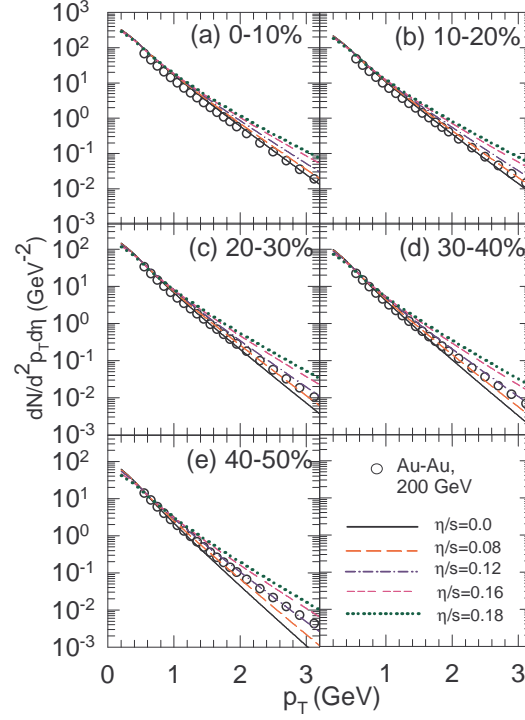 10³
10²
10¹
10⁰
10⁻¹
10⁻²
10⁻³
(a) 0-10%
(b) 10-20%
10²
10¹
10⁰
10⁻¹
10⁻²
10⁻³
(c) 20-30%
(d) 30-40%
dN/d²p_T dη (GeV⁻²)
10²
10¹
10⁰
10⁻¹
10⁻²
10⁻³
(e) 40-50%
Au-Au,
200 GeV
η/s=0.0
η/s=0.08
η/s=0.12
η/s=0.16
η/s=0.18
0 1 2 3 0 1 2 3
p_T (GeV)